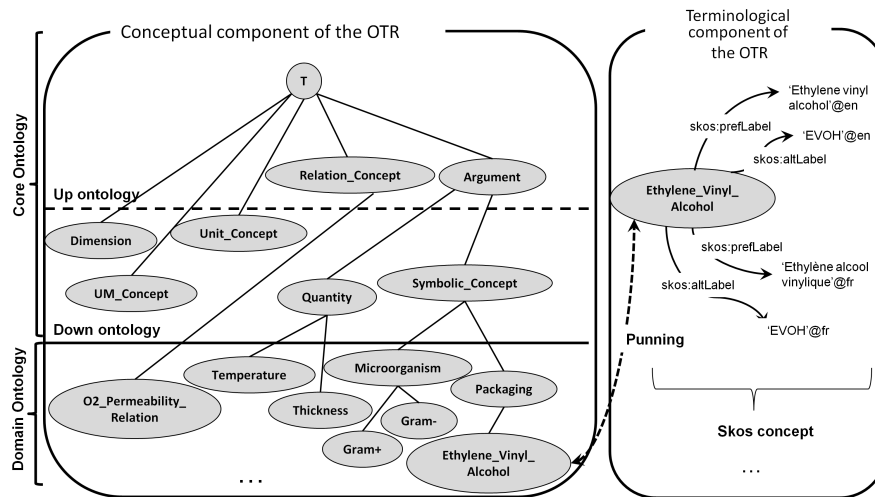 Conceptual component of the OTR
Terminological
component of
the OTR
Core Ontology
Domain Ontology
T
Relation_Concept
Argument
Up ontology
Dimension
Unit_Concept
UM_Concept
Quantity
Symbolic_Concept
Down ontology
Temperature
Microorganism
O2_Permeability_
Relation
Thickness
Packaging
Gram-
Gram+
Ethylene_Vinyl_
Alcohol
...
‘Ethylene vinyl
alcohol’@en
skos:prefLabel
‘EVOH’@en
skos:altLabel
Ethylene_Vinyl_
Alcohol
skos:prefLabel
‘Ethylène alcool
vinylique’@fr
skos:altLabel
‘EVOH’@fr
Punning
Skos concept
...